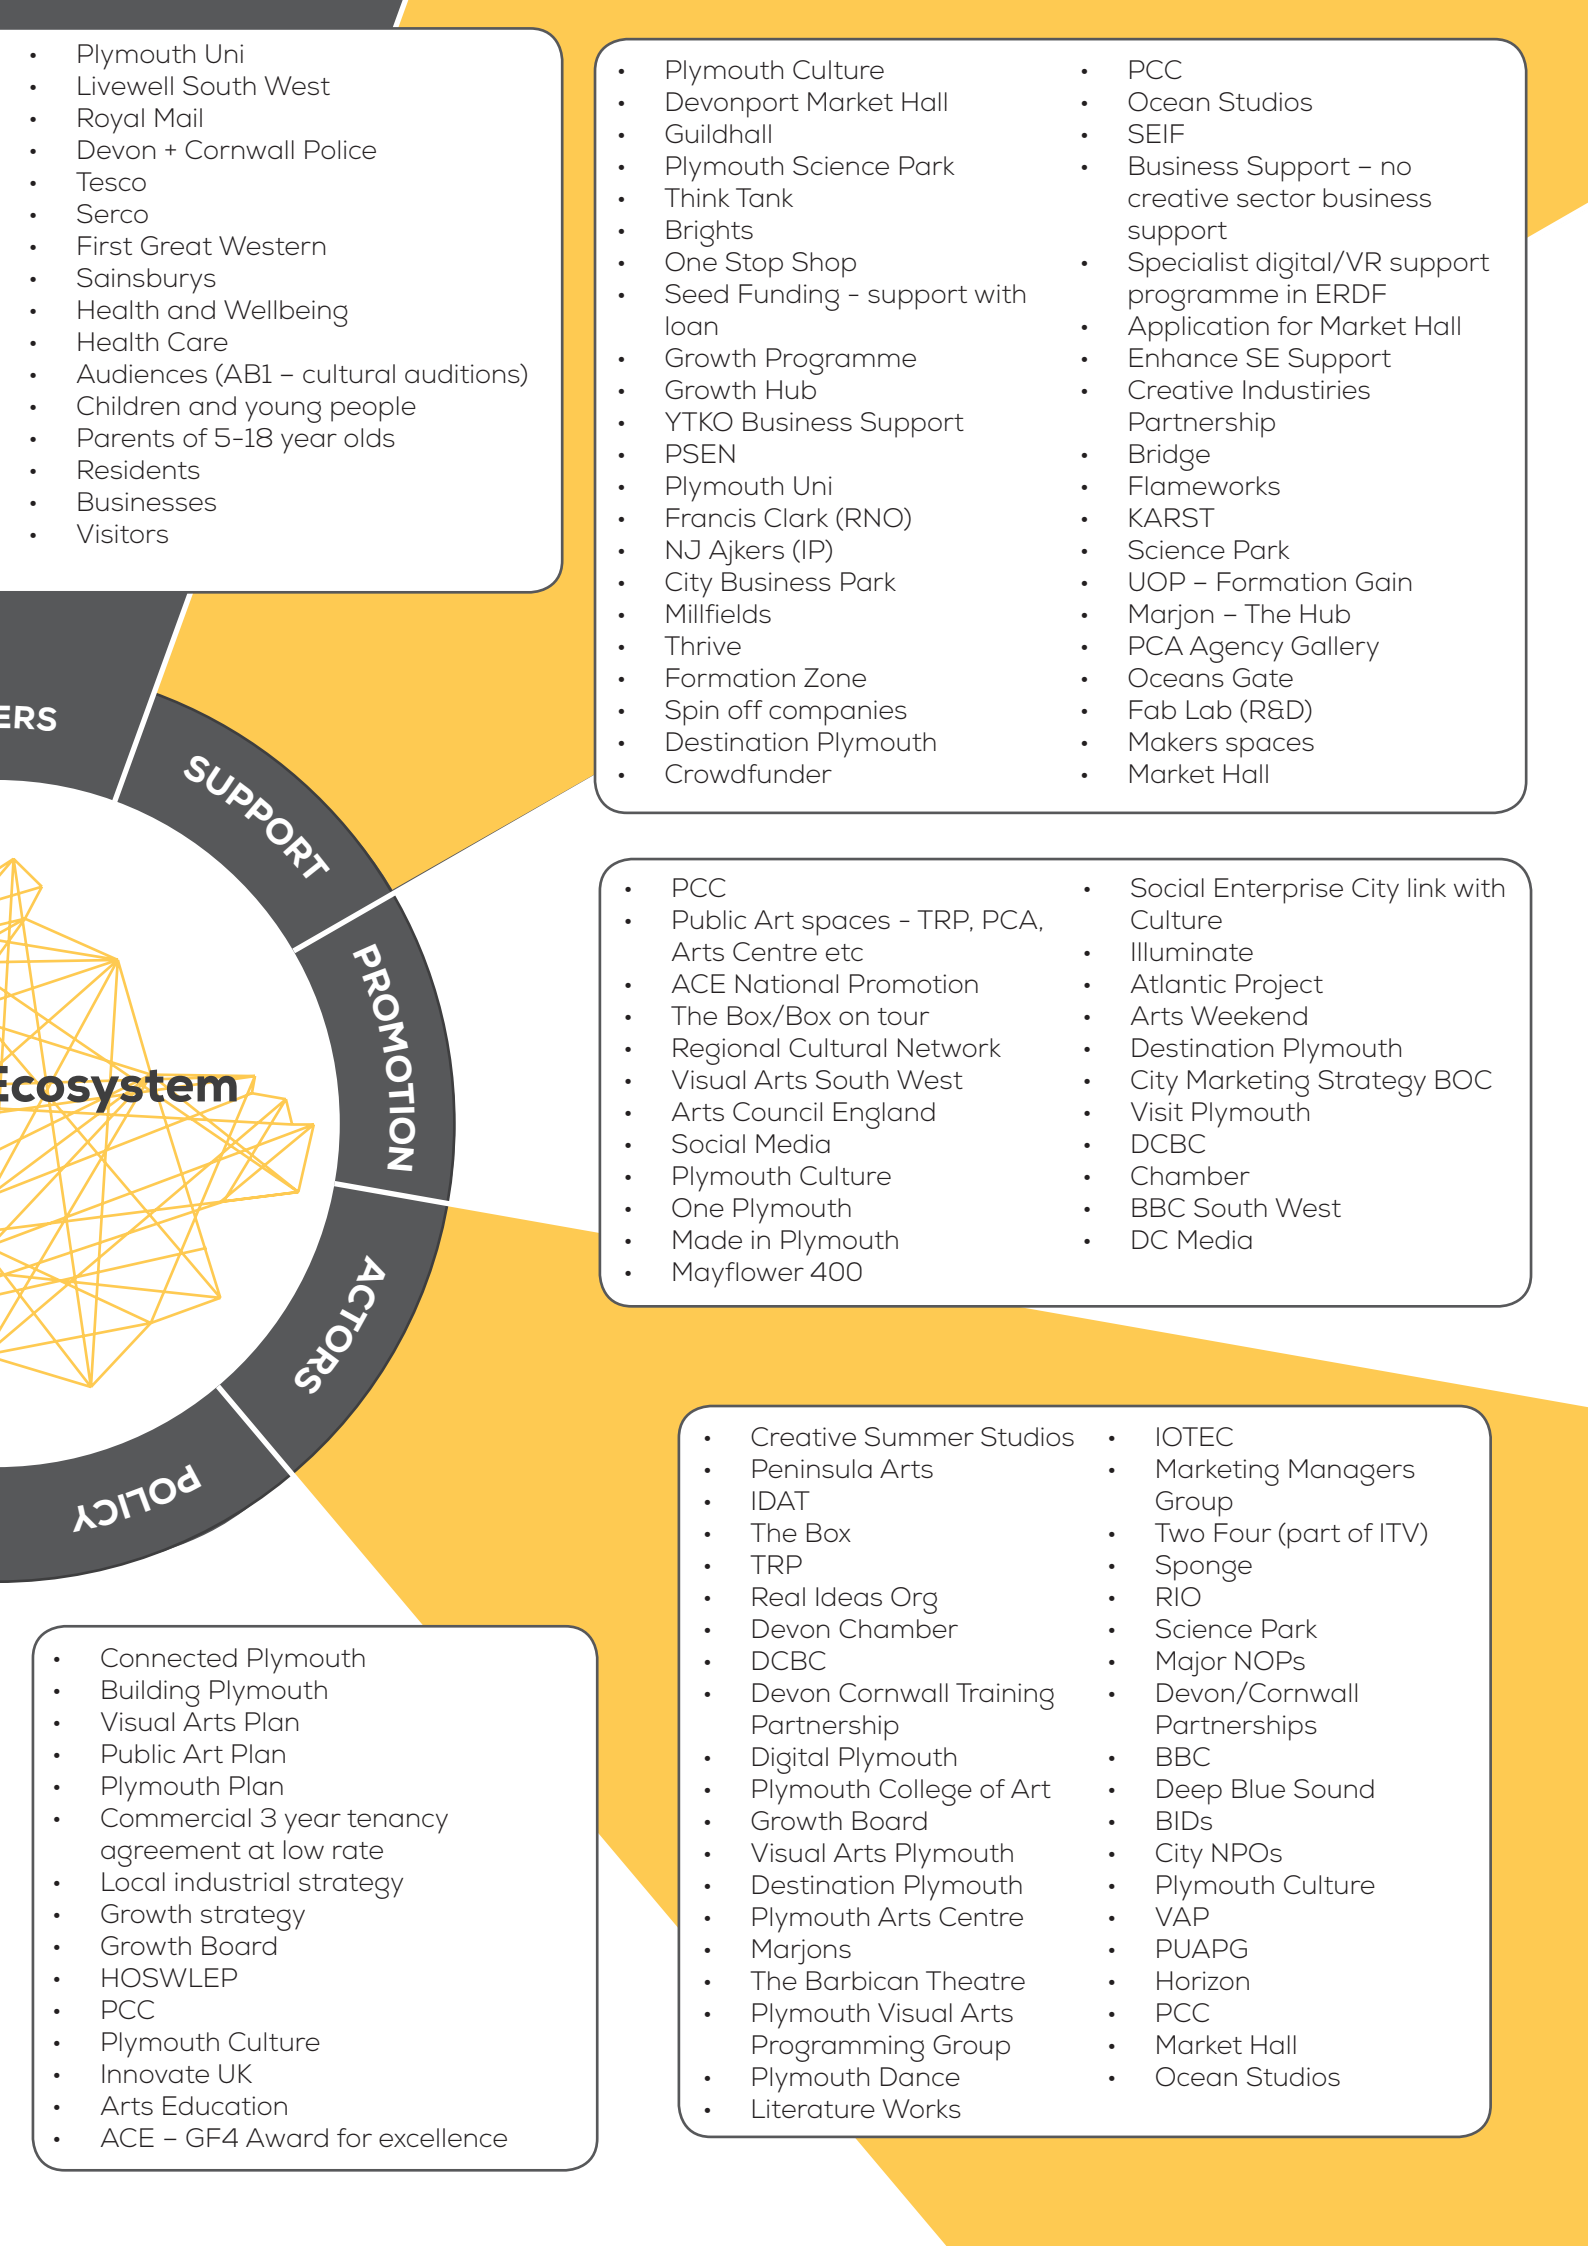 • Plymouth Uni
• Livewell South West
• Royal Mail
• Devon + Cornwall Police
• Tesco
• Serco
• First Great Western
• Sainsburys
• Health and Wellbeing
• Health Care
• Audiences (AB1 – cultural auditions)
• Children and young people
• Parents of 5-18 year olds
• Residents
• Businesses
• Visitors
• Plymouth Culture
• Devonport Market Hall
• Guildhall
• Plymouth Science Park
• Think Tank
• Brights
• One Stop Shop
• Seed Funding - support with
loan
• Growth Programme
• Growth Hub
• YTKO Business Support
• PSEN
• Plymouth Uni
• Francis Clark (RNO)
• NJ Ajkers (IP)
• City Business Park
• Millfields
• Thrive
• Formation Zone
• Spin off companies
• Destination Plymouth
• Crowdfunder
• PCC
• Ocean Studios
• SEIF
• Business Support – no
creative sector business
support
• Specialist digital/VR support
programme in ERDF
• Application for Market Hall
• Enhance SE Support
• Creative Industiries
Partnership
• Bridge
• Flameworks
• KARST
• Science Park
• UOP – Formation Gain
• Marjon – The Hub
• PCA Agency Gallery
• Oceans Gate
• Fab Lab (R&D)
• Makers spaces
• Market Hall
ERS
SUPPORT
PROMOTION
ACTORS
POLICY
Ecosystem
• PCC
• Public Art spaces - TRP, PCA,
Arts Centre etc
• ACE National Promotion
• The Box/Box on tour
• Regional Cultural Network
• Visual Arts South West
• Arts Council England
• Social Media
• Plymouth Culture
• One Plymouth
• Made in Plymouth
• Mayflower 400
• Social Enterprise City link with
Culture
• Illuminate
• Atlantic Project
• Arts Weekend
• Destination Plymouth
• City Marketing Strategy BOC
• Visit Plymouth
• DCBC
• Chamber
• BBC South West
• DC Media
• Creative Summer Studios
• Peninsula Arts
• IDAT
• The Box
• TRP
• Real Ideas Org
• Devon Chamber
• DCBC
• Devon Cornwall Training
Partnership
• Digital Plymouth
• Plymouth College of Art
• Growth Board
• Visual Arts Plymouth
• Destination Plymouth
• Plymouth Arts Centre
• Marjons
• The Barbican Theatre
• Plymouth Visual Arts
Programming Group
• Plymouth Dance
• Literature Works
• IOTEC
• Marketing Managers
Group
• Two Four (part of ITV)
• Sponge
• RIO
• Science Park
• Major NOPs
• Devon/Cornwall
Partnerships
• BBC
• Deep Blue Sound
• BIDs
• City NPOs
• Plymouth Culture
• VAP
• PUAPG
• Horizon
• PCC
• Market Hall
• Ocean Studios
• Connected Plymouth
• Building Plymouth
• Visual Arts Plan
• Public Art Plan
• Plymouth Plan
• Commercial 3 year tenancy
agreement at low rate
• Local industrial strategy
• Growth strategy
• Growth Board
• HOSWLEP
• PCC
• Plymouth Culture
• Innovate UK
• Arts Education
• ACE – GF4 Award for excellence